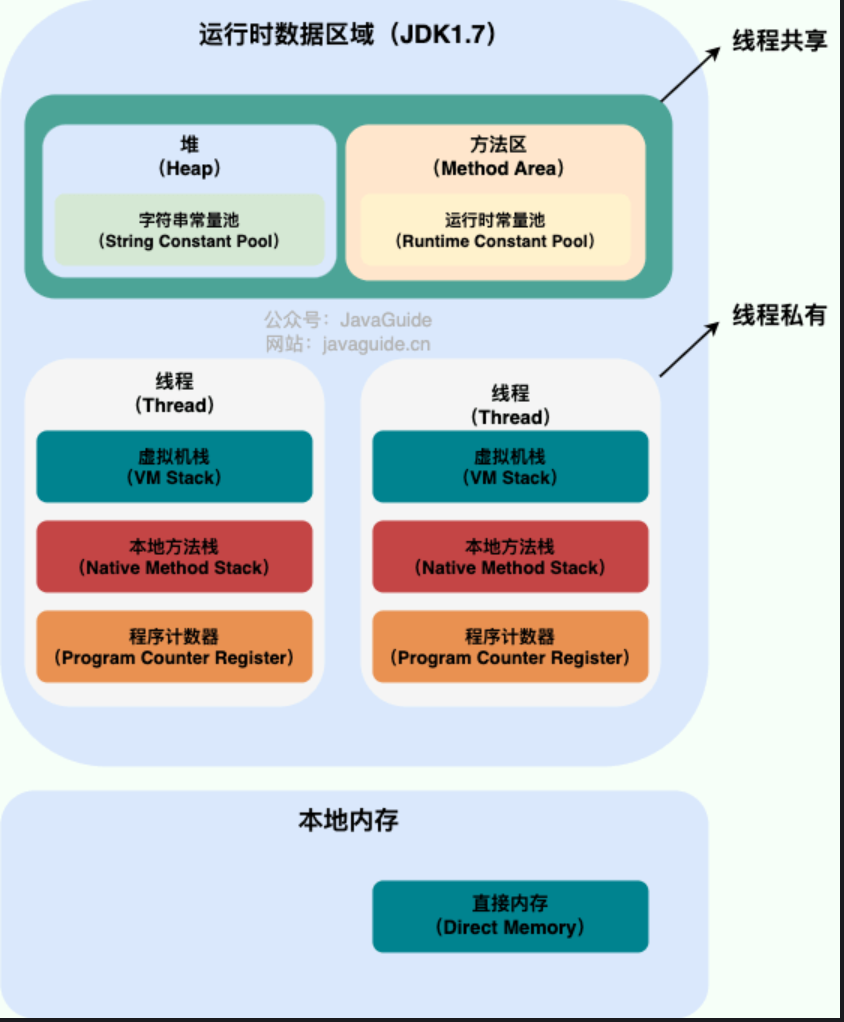 运行时数据区域（JDK1.7）
线程共享
堆
（Heap）
字符串常量池
（String Constant Pool）
方法区
（Method Area）
运行时常量池
（Runtime Constant Pool）
公众号：JavaGuide
网站：javaguide.cn
线程私有
线程
（Thread）
虚拟机栈
（VM Stack）
本地方法栈
（Native Method Stack）
程序计数器
（Program Counter Register）
线程
（Thread）
虚拟机栈
（VM Stack）
本地方法栈
（Native Method Stack）
程序计数器
（Program Counter Register）
本地内存
直接内存
（Direct Memory）